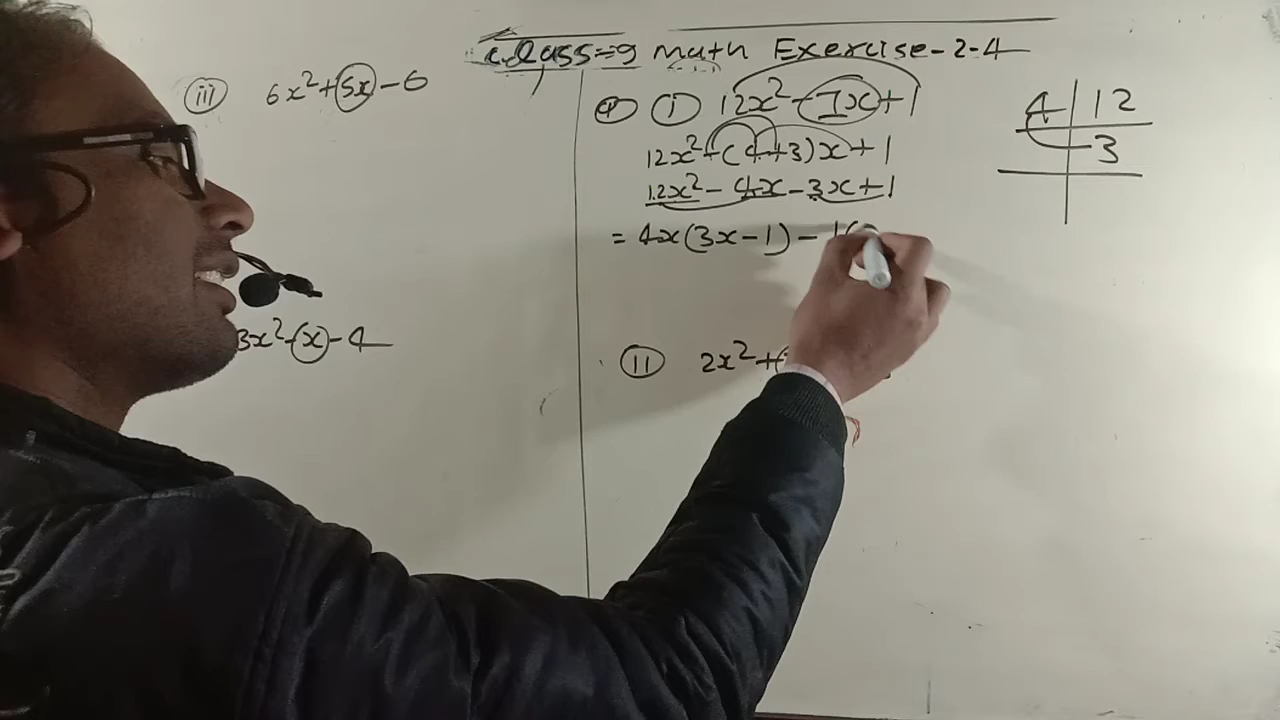 Class=9 math Exercise-2-4
(iii) 6x²+5x-6
3x²-x-4
(4) (i) 12x²-7x+1
12x²-(4+3)x+1
12x²-4x-3x+1
= 4x(3x-1)-1(
(ii) 2x²+
4 | 12
3